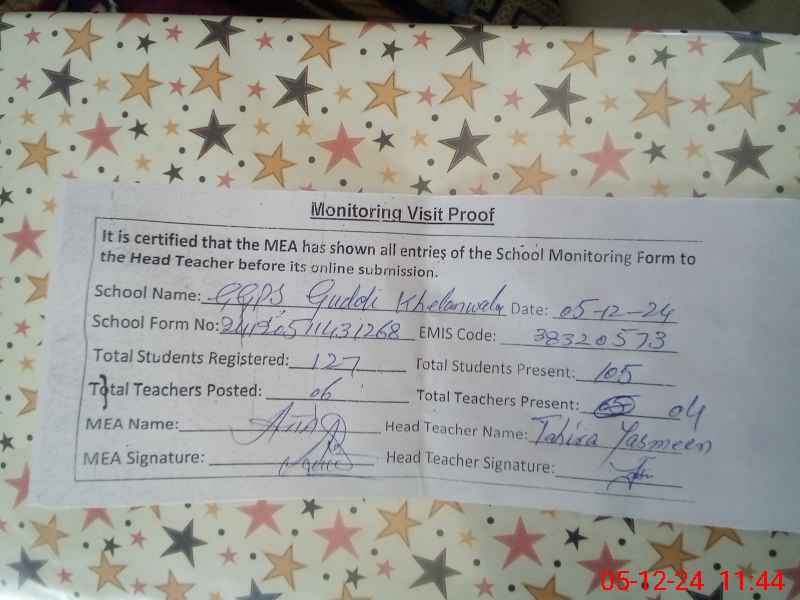 Monitoring Visit Proof
It is certified that the MEA has shown all entries of the School Monitoring Form to
the Head Teacher before its online submission.
School Name: GGPS Guddi Khelanwala Date: 05-12-24
School Form No: EMIS Code: 38320573
Total Students Registered: 127 Total Students Present: 105
Total Teachers Posted: 06 Total Teachers Present: 04
MEA Name: Head Teacher Name: Tahira Yasmeen
MEA Signature: Head Teacher Signature:
05-12-24 11:44